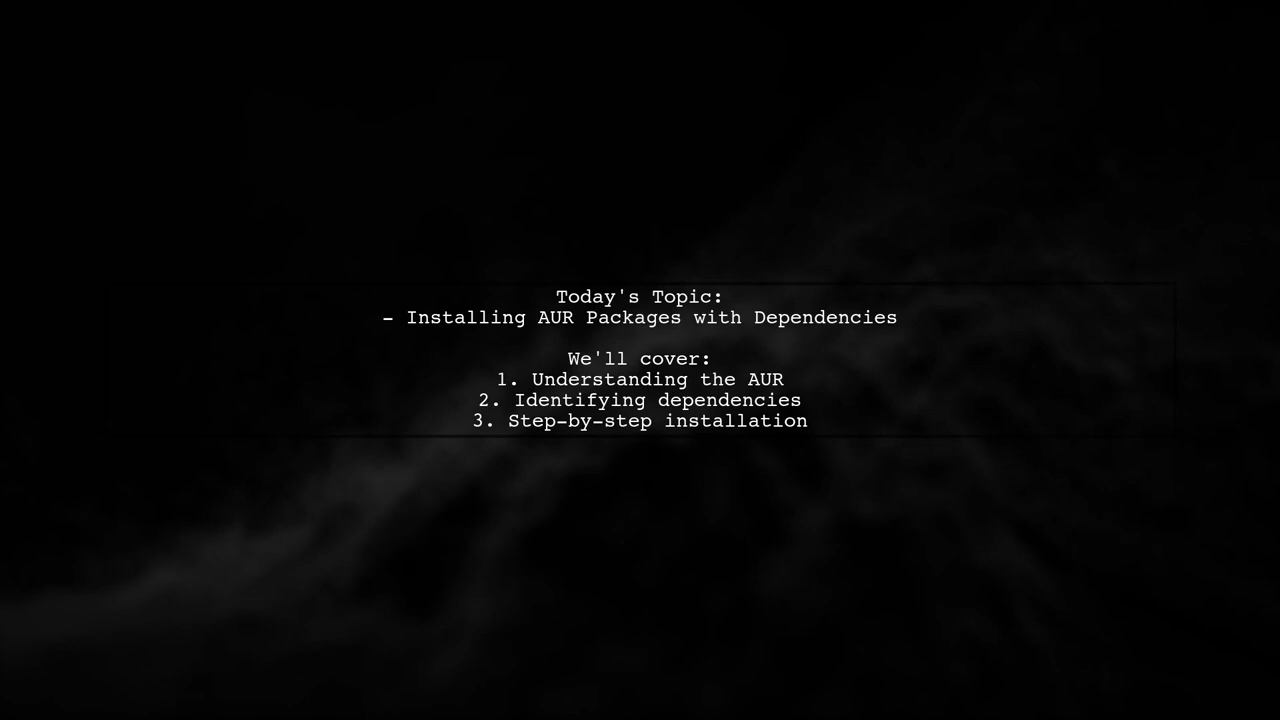 Today's Topic:
- Installing AUR Packages with Dependencies
We'll cover:
1. Understanding the AUR
2. Identifying dependencies
3. Step-by-step installation